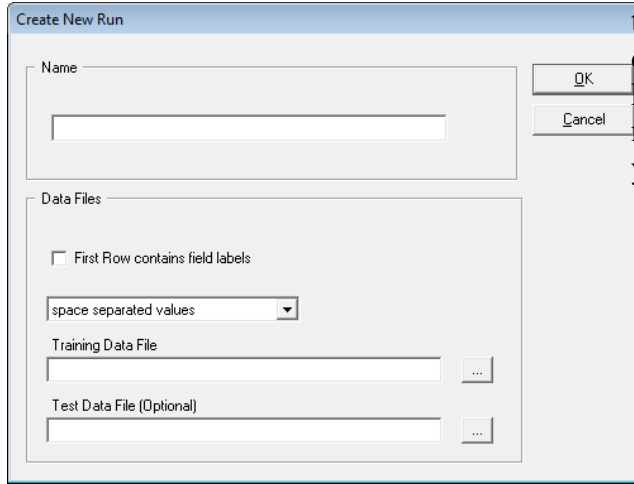 Create New Run
Name
OK
Cancel
Data Files
First Row contains field labels
space separated values
Training Data File
...
Test Data File (Optional)
...